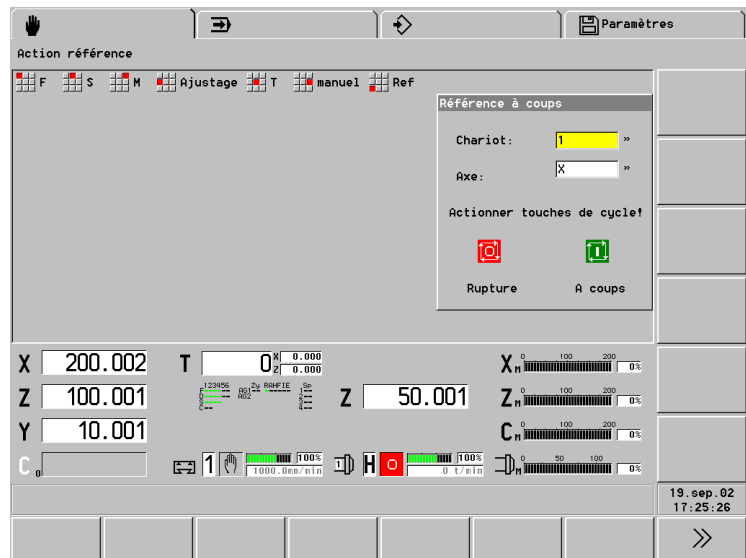 Paramètres
Action référence
F S M Ajustage T manuel Ref
Référence à coups
Chariot: 1 »
Axe: X »
Actionner touches de cycle!
Rupture A coups
X 200.002 T 0 X 0.000 Z 0.000 X M 0 100 200 0%
Z 100.001 Z 50.001 Z M 0 100 200 0%
Y 10.001 C M 0 100 200 0%
C 0 1 100% 1000.0mm/min 1 H 100% 0 t/min M 0 50 100 0%
19.sep.02
17:25:26